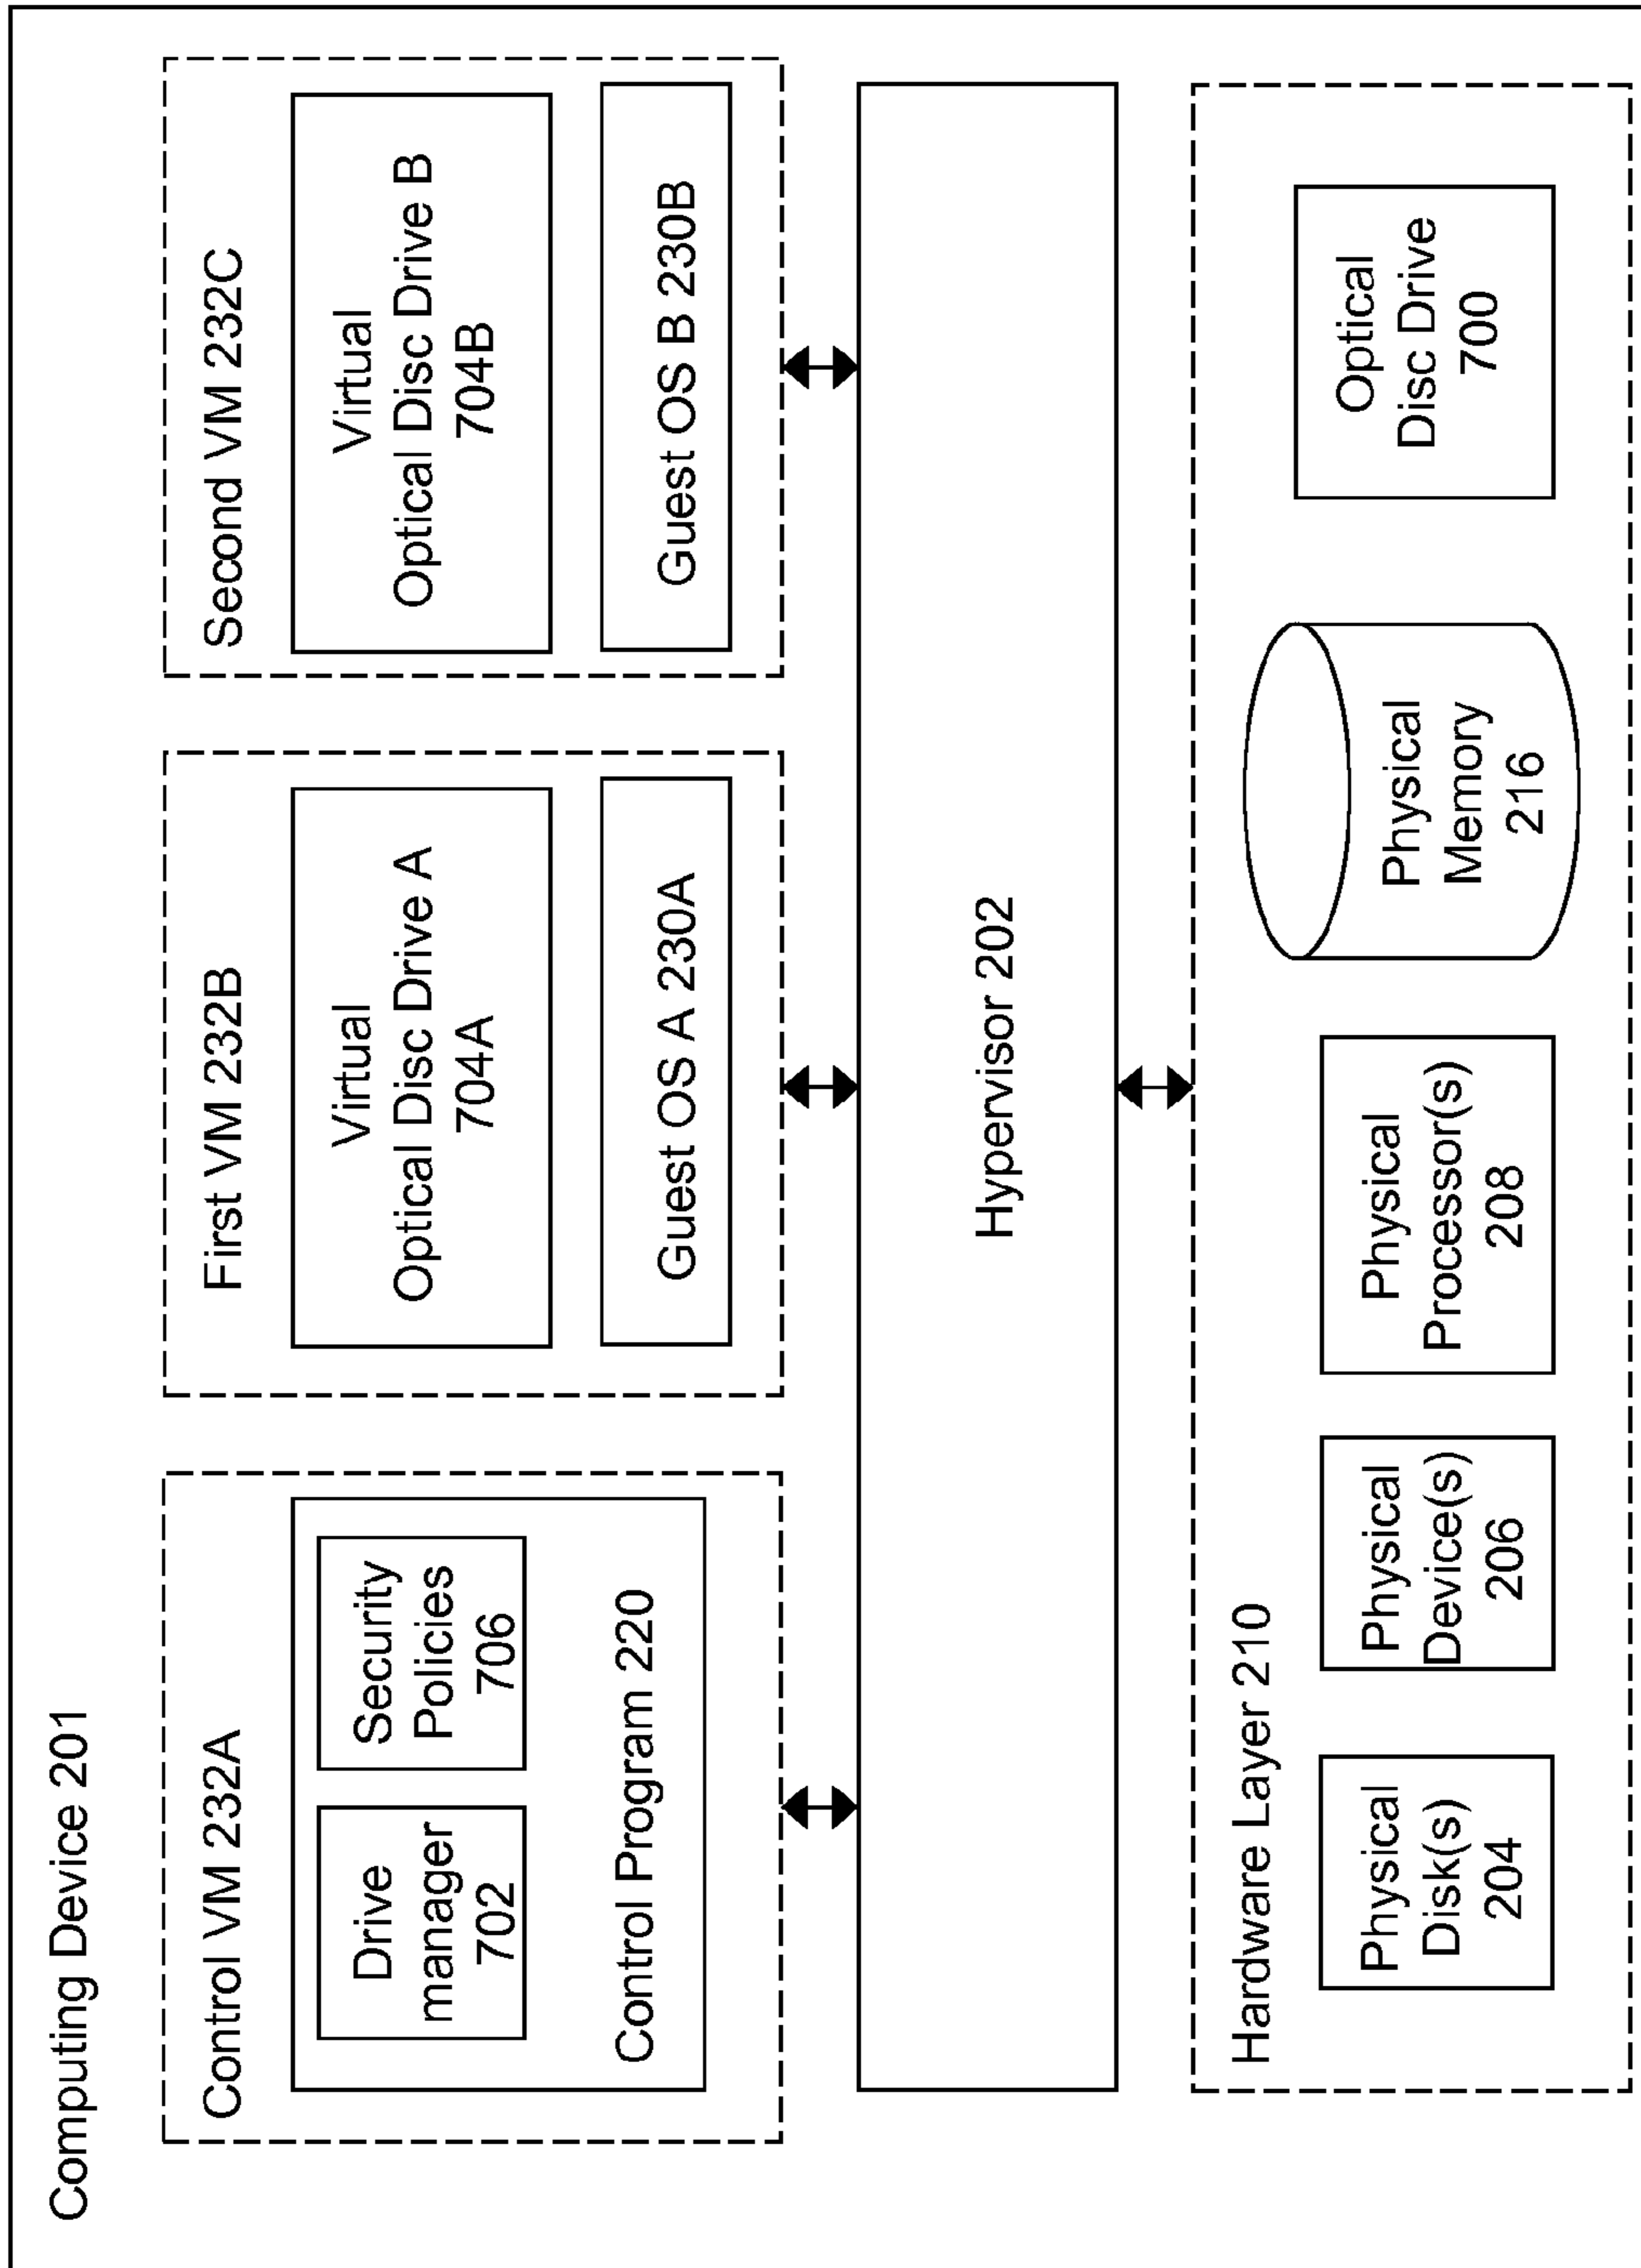 Computing Device 201
Control VM 232A
Drive
manager
702
Security
Policies
706
Control Program 220
First VM 232B
Virtual
Optical Disc Drive A
704A
Guest OS A 230A
Second VM 232C
Virtual
Optical Disc Drive B
704B
Guest OS B 230B
Hypervisor 202
Hardware Layer 210
Physical
Disk(s)
204
Physical
Device(s)
206
Physical
Processor(s)
208
Physical
Memory
216
Optical
Disc Drive
700